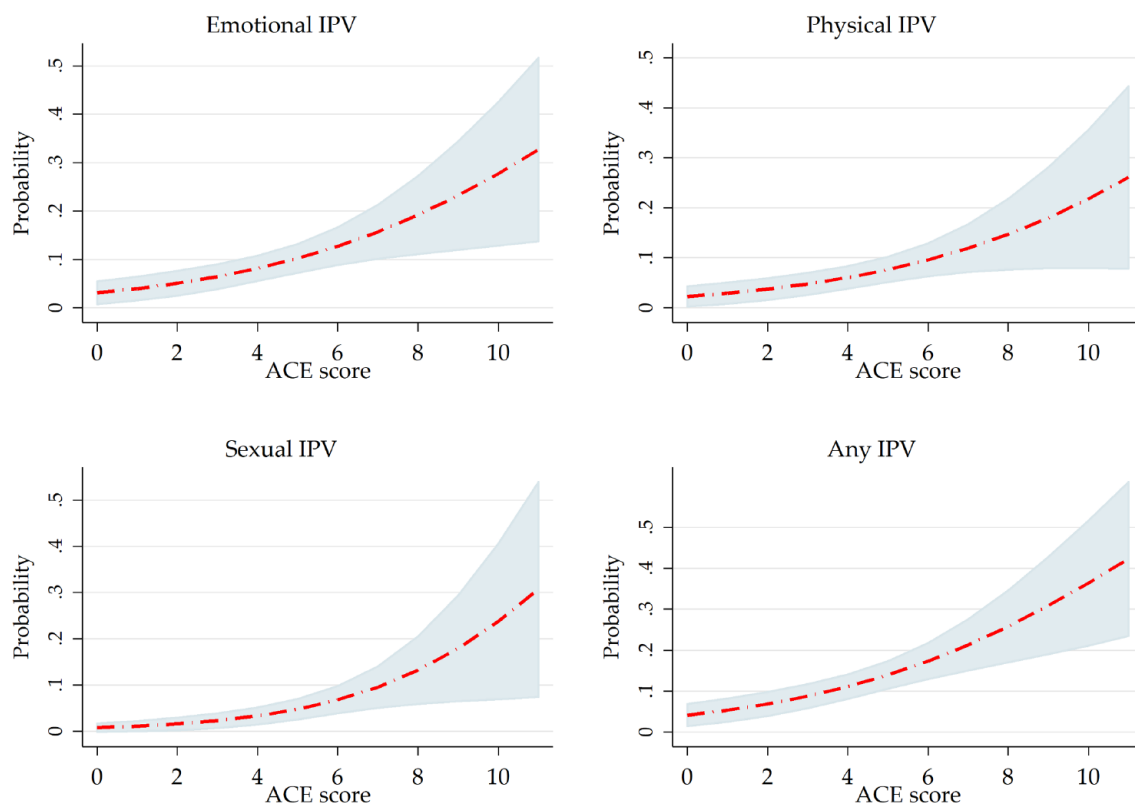 Emotional IPV
Probability
.5
.4
.3
.2
.1
0
0 2 4 6 8 10
ACE score
Physical IPV
Probability
.5
.4
.3
.2
.1
0
0 2 4 6 8 10
ACE score
Sexual IPV
Probability
.5
.4
.3
.2
.1
0
0 2 4 6 8 10
ACE score
Any IPV
Probability
.5
.4
.3
.2
.1
0
0 2 4 6 8 10
ACE score